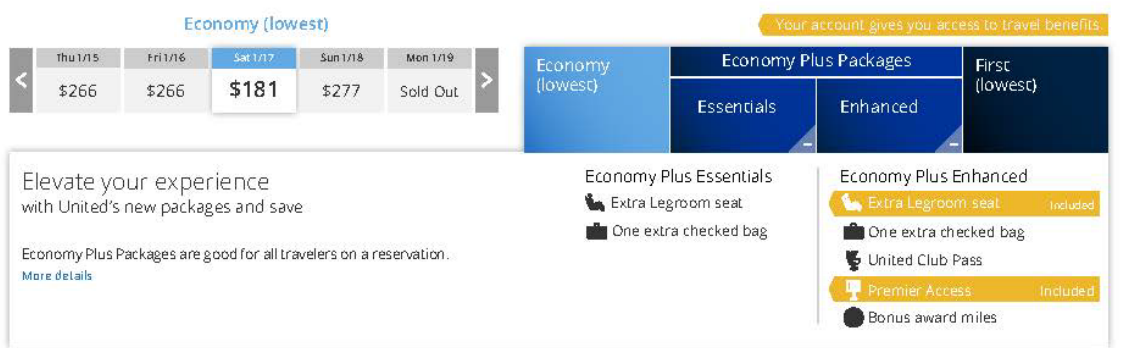 Economy (lowest)
Your account gives you access to travel benefits
Thu 1/15 Fri 1/16 Sat 1/17 Sun 1/18 Mon 1/19
< $266 $266 $181 $277 Sold Out >
Economy
(lowest)
Economy Plus Packages
Essentials
Enhanced
First
(lowest)
Elevate your experience
with United's new packages and save
Economy Plus Packages are good for all travelers on a reservation.
More details
Economy Plus Essentials
Extra Legroom seat
One extra checked bag
Economy Plus Enhanced
Extra Legroom seat Included
One extra checked bag
United Club Pass
Premier Access Included
Bonus award miles